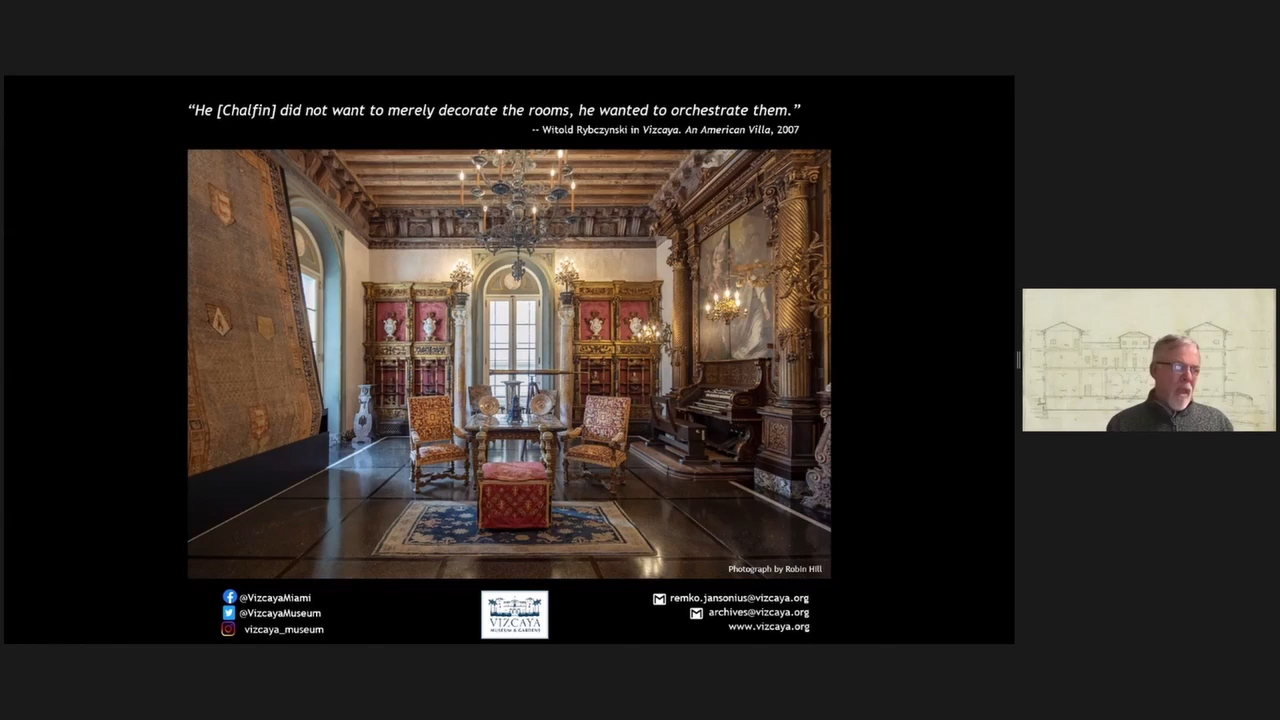 “He [Chalfin] did not want to merely decorate the rooms, he wanted to orchestrate them.”
-- Witold Rybczynski in Vizcaya. An American Villa, 2007
Photograph by Robin Hill
@VizcayaMiami
@VizcayaMuseum
vizcaya_museum
VIZCAYA
MUSEUM & GARDENS
remko.jansonius@vizcaya.org
archives@vizcaya.org
www.vizcaya.org